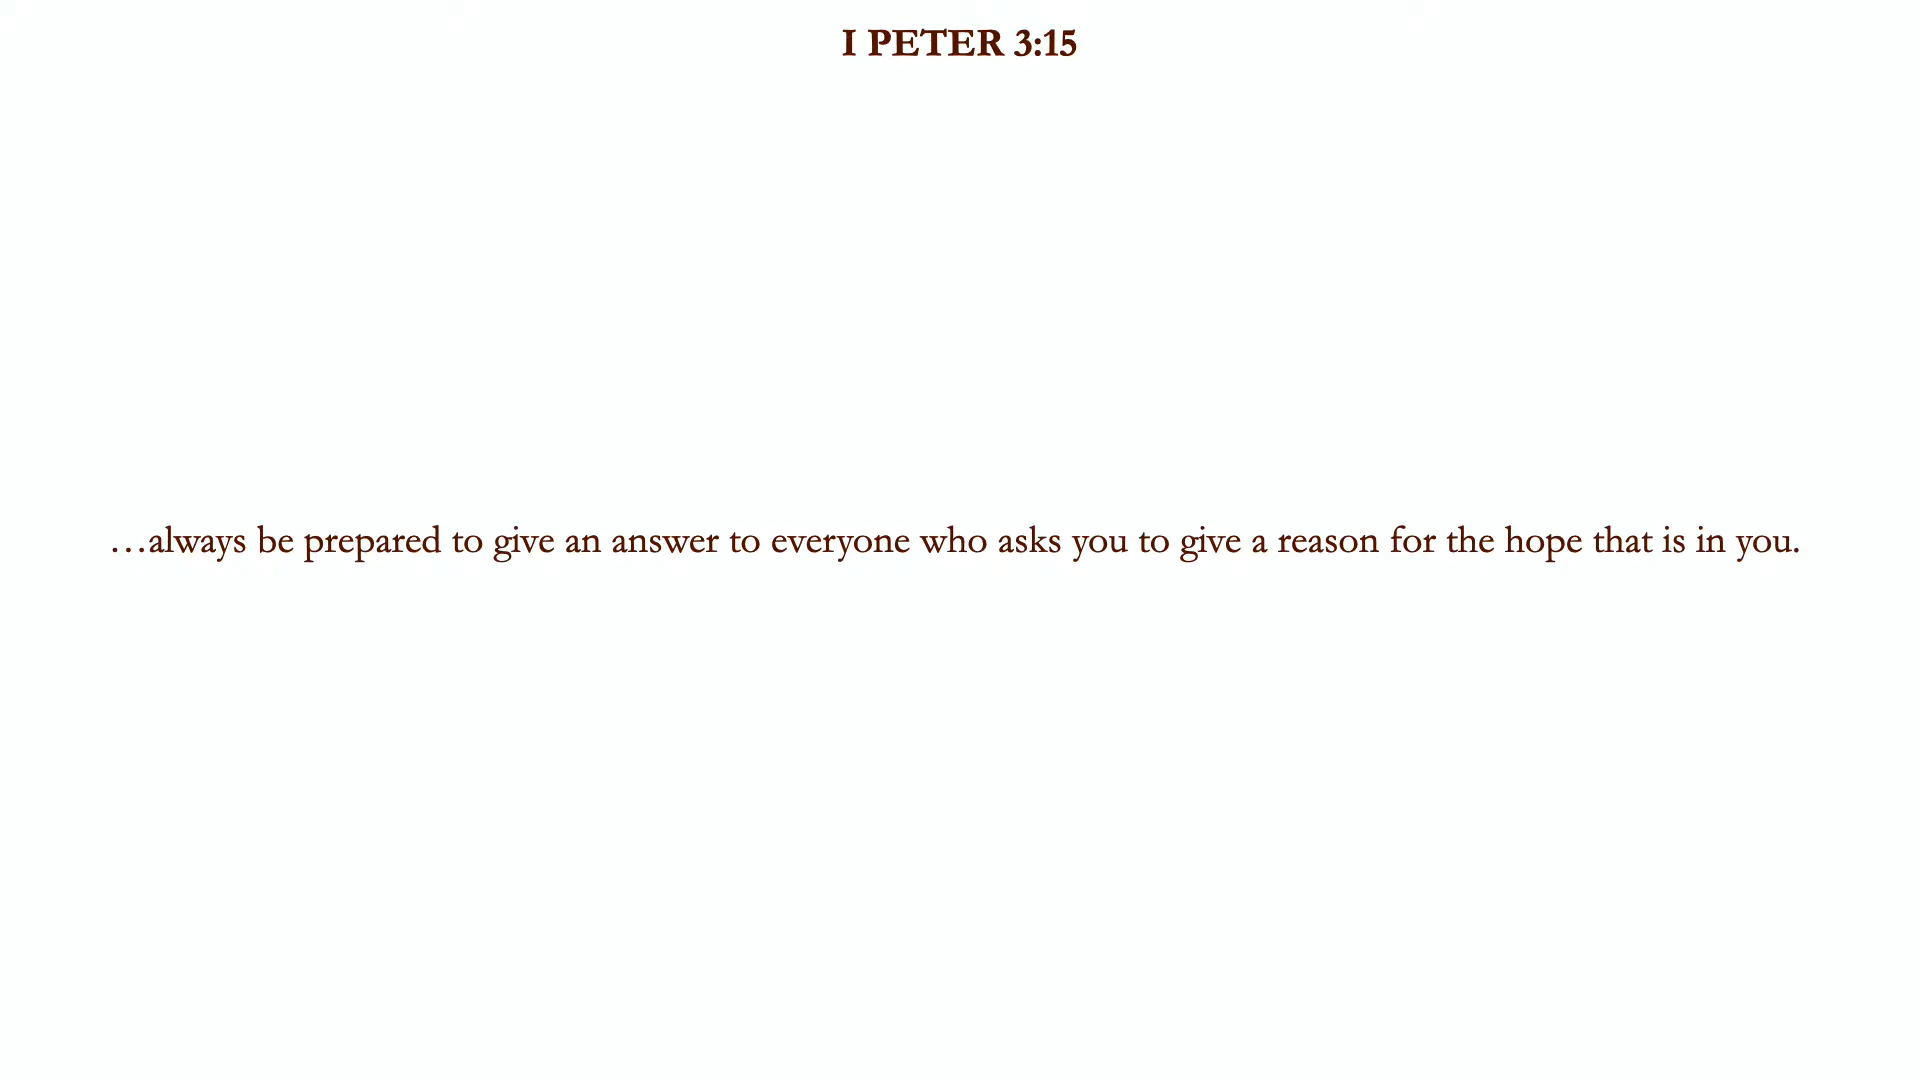 I PETER 3:15
…always be prepared to give an answer to everyone who asks you to give a reason for the hope that is in you.